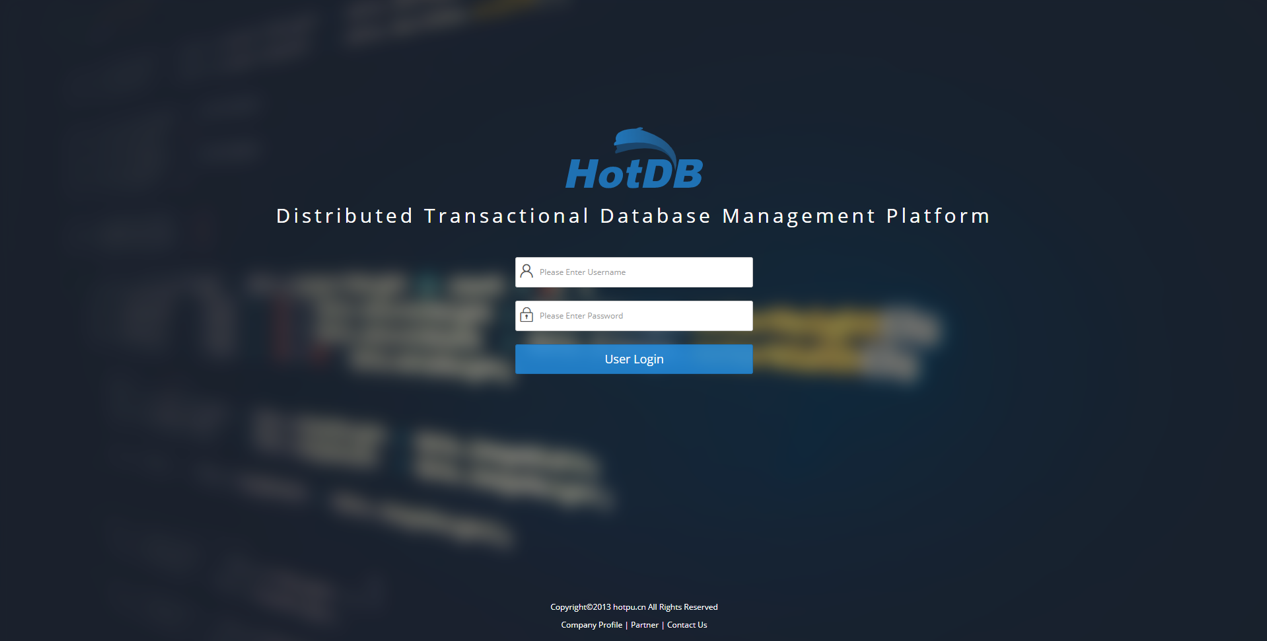 HotDB
Distributed Transactional Database Management Platform
Please Enter Username
Please Enter Password
User Login
Copyright©2013 hotpu.cn All Rights Reserved
Company Profile | Partner | Contact Us